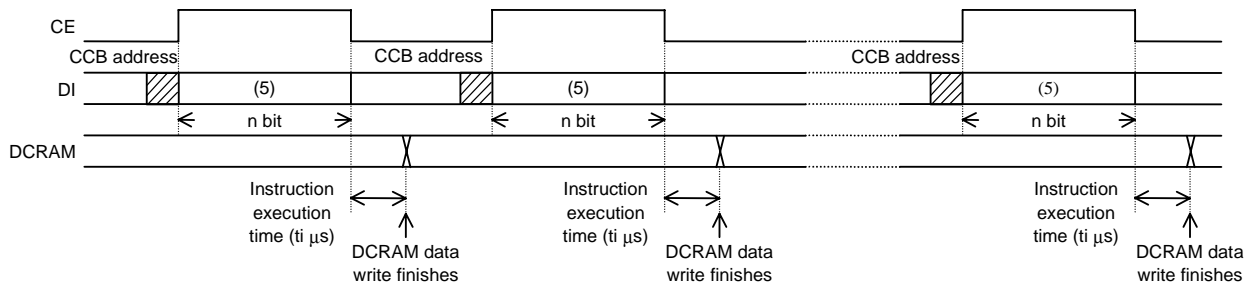 CE
CCB address
CCB address
CCB address
DI
(5)
(5)
(5)
n bit
n bit
n bit
DCRAM
Instruction
execution
time (ti μs)
Instruction
execution
time (ti μs)
Instruction
execution
time (ti μs)
DCRAM data
write finishes
DCRAM data
write finishes
DCRAM data
write finishes